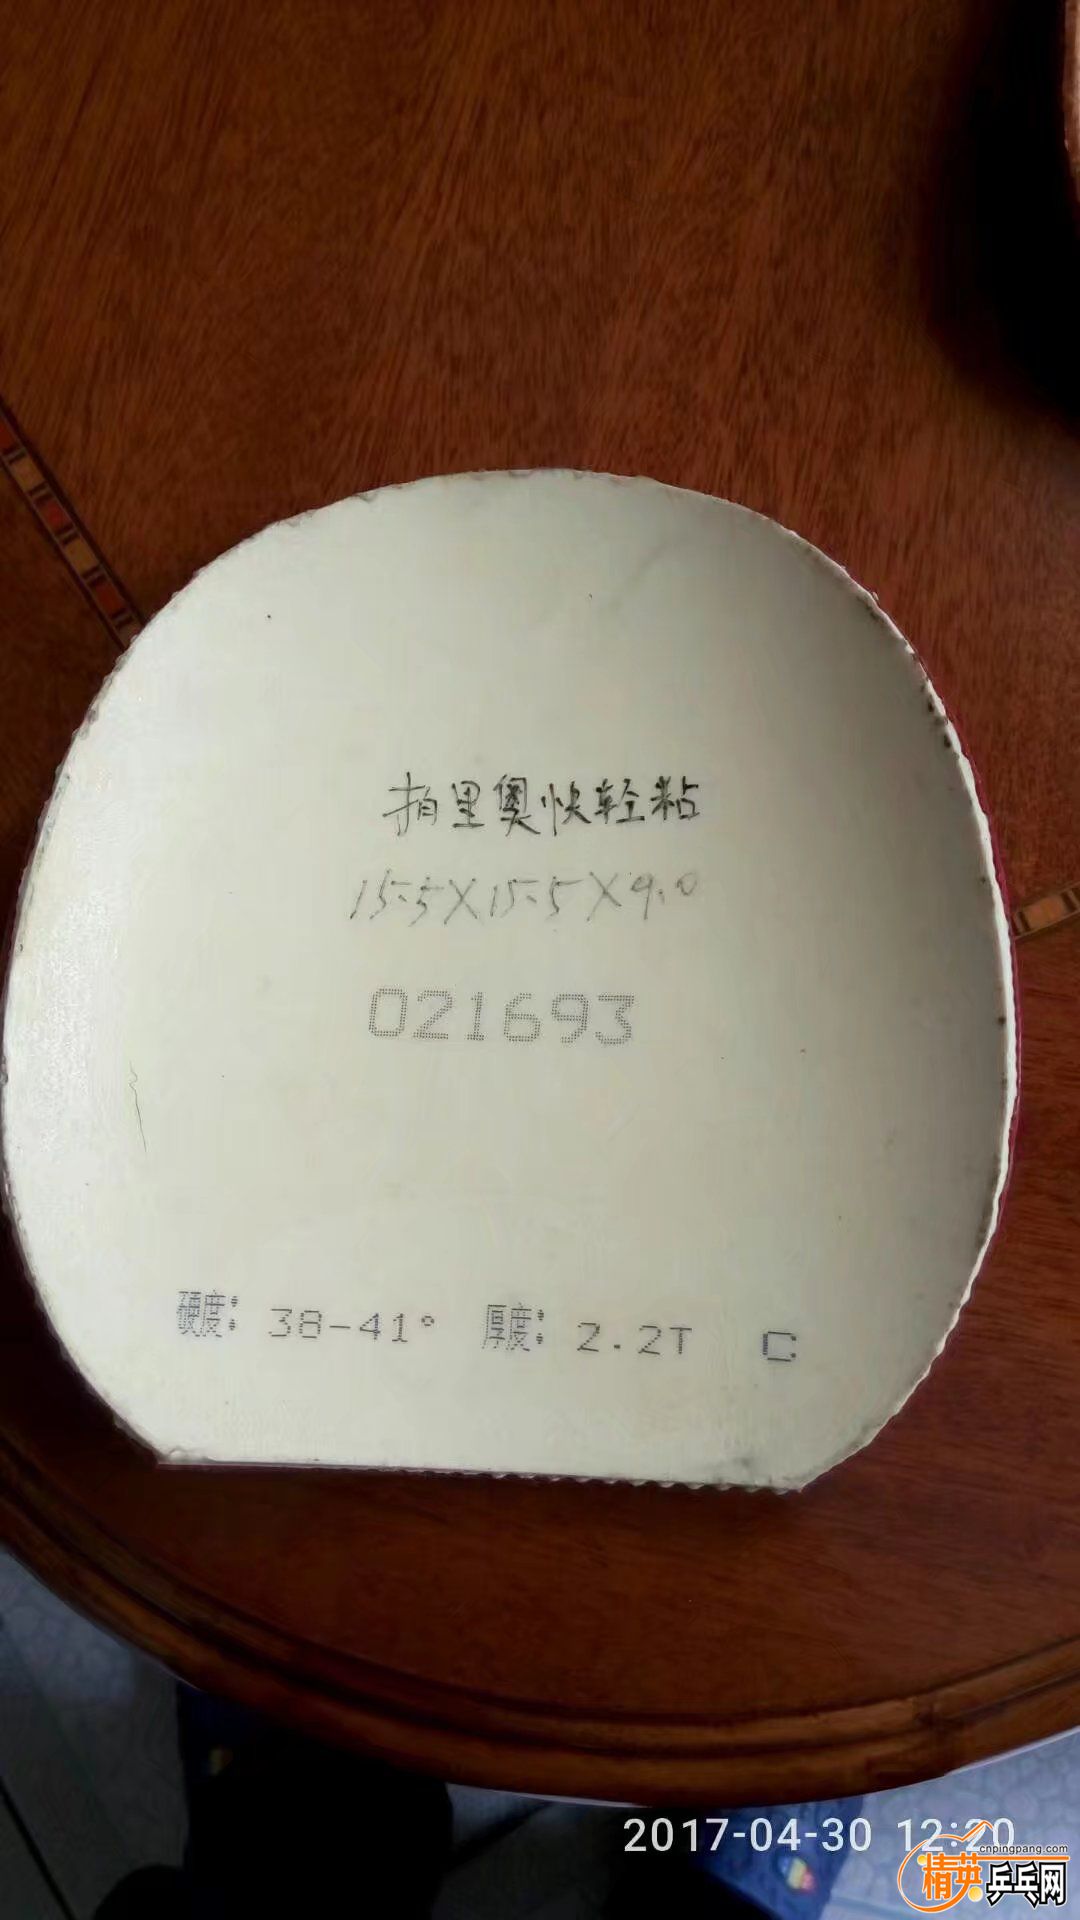 拍里奥快轻粘
15.5X15.5X9.0
021693
硬度: 38-41° 厚度: 2.2T C
2017-04-30 12:20
cnpingpang.com
精英乒乓网